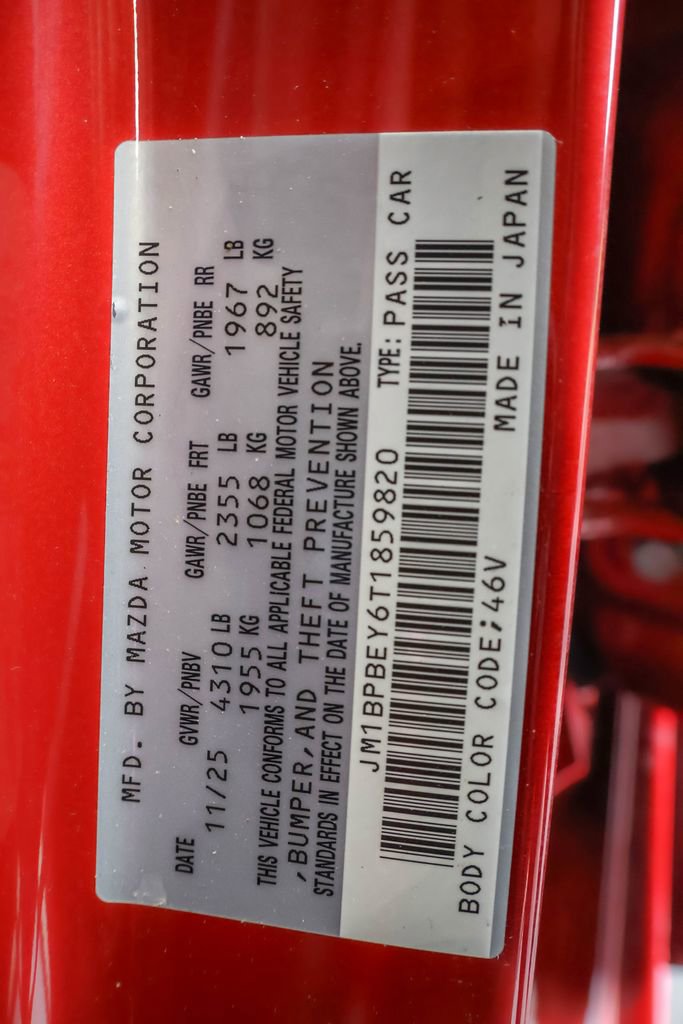 MFD. BY MAZDA MOTOR CORPORATION
DATE GVWR/PNBV GAWR/PNBE FRT GAWR/PNBE RR
11/25 4310 LB 2355 LB 1967 LB
1955 KG 1068 KG 892 KG
THIS VEHICLE CONFORMS TO ALL APPLICABLE FEDERAL MOTOR VEHICLE SAFETY
,BUMPER,AND THEFT PREVENTION
STANDARDS IN EFFECT ON THE DATE OF MANUFACTURE SHOWN ABOVE.
JM1BPBEY6T1859820 TYPE: PASS CAR
BODY COLOR CODE;46V MADE IN JAPAN